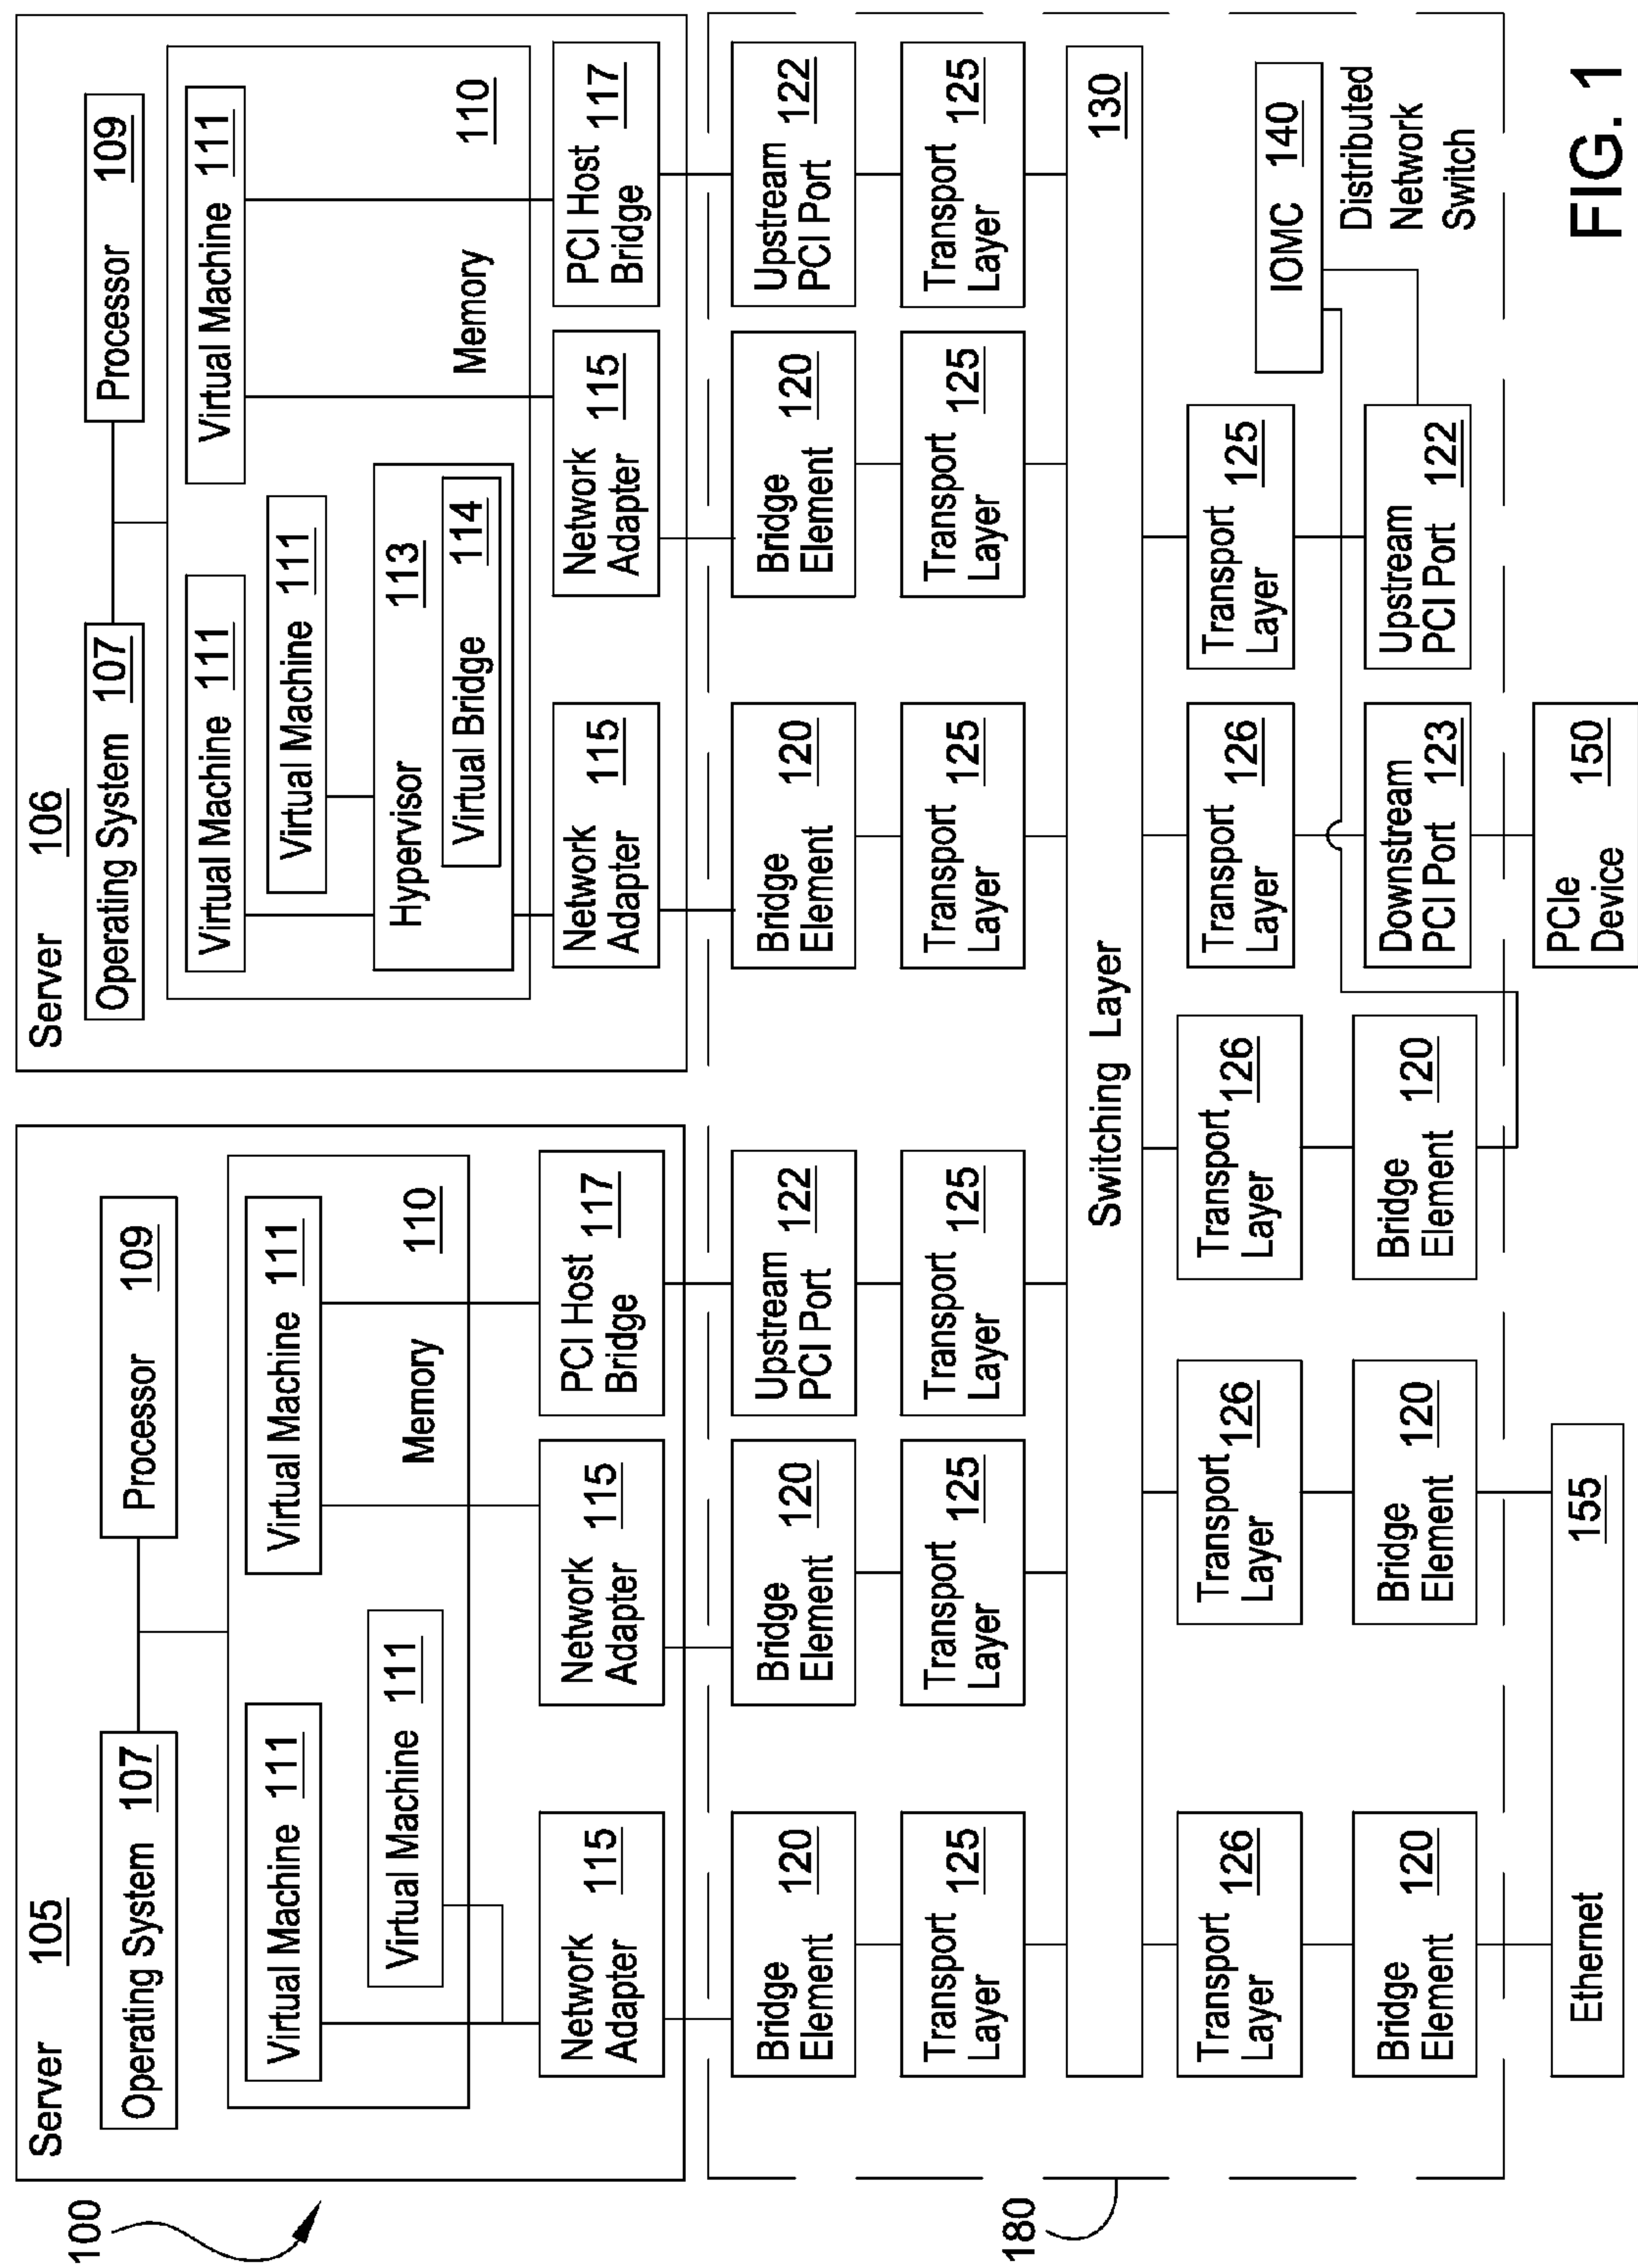 100
Server 105
Operating System 107
Processor 109
Virtual Machine 111
Virtual Machine 111
Virtual Machine 111
Memory 110
Network
Adapter 115
Network
Adapter 115
PCI Host
Bridge 117
Server 106
Operating System 107
Processor 109
Virtual Machine 111
Virtual Machine 111
Virtual Machine 111
Hypervisor 113
Virtual Bridge 114
Memory 110
Network
Adapter 115
Network
Adapter 115
PCI Host
Bridge 117
180
Bridge
Element 120
Bridge
Element 120
Upstream
PCI Port 122
Bridge
Element 120
Bridge
Element 120
Upstream
PCI Port 122
Transport
Layer 125
Transport
Layer 125
Transport
Layer 125
Transport
Layer 125
Transport
Layer 125
Transport
Layer 125
Switching Layer 130
Transport
Layer 126
Transport
Layer 126
Transport
Layer 126
Transport
Layer 126
Transport
Layer 125
IOMC 140
Bridge
Element 120
Bridge
Element 120
Bridge
Element 120
Downstream
PCI Port 123
Upstream
PCI Port 122
Distributed
Network
Switch
Ethernet 155
PCIe
Device 150
FIG. 1